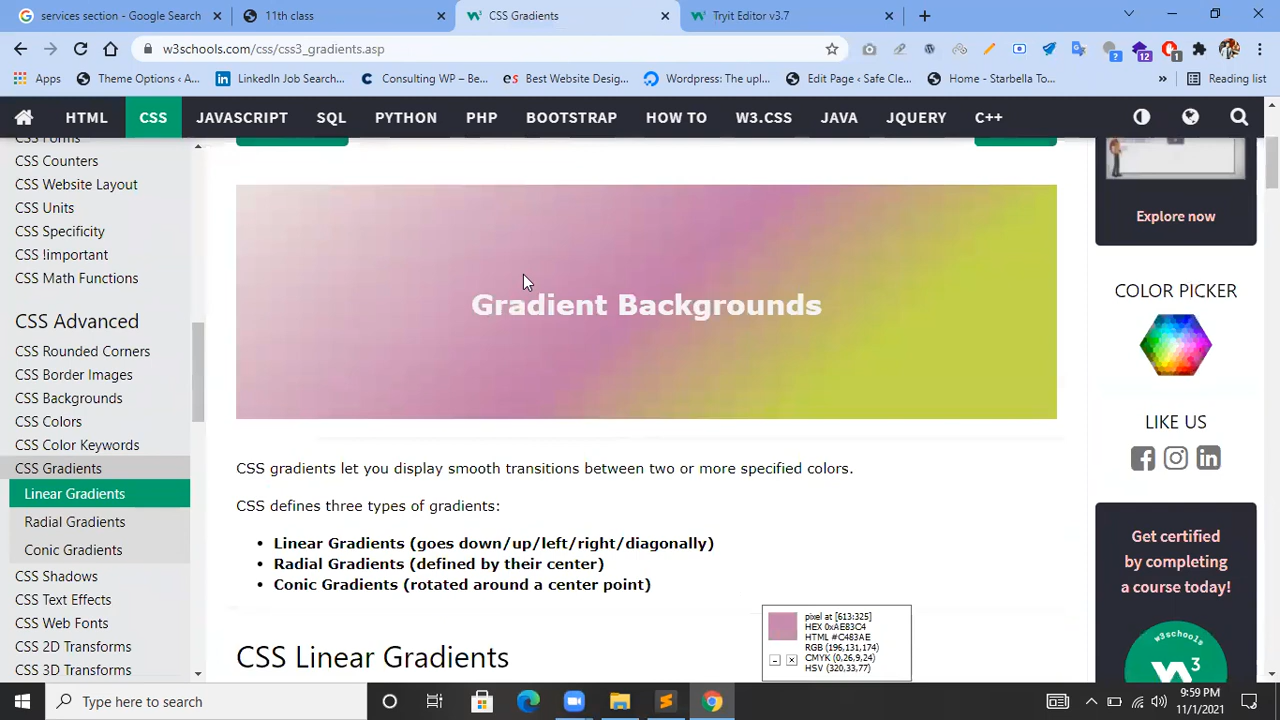 services section - Google Search
11th class
CSS Gradients
Tryit Editor v3.7
w3schools.com/css/css3_gradients.asp
12
1
Apps
Theme Options ‹ A...
LinkedIn Job Search...
Consulting WP – Be...
es Best Website Desig...
Wordpress: The upl...
Edit Page ‹ Safe Cle...
Home - Starbella To...
»
Reading list
HTML
CSS
JAVASCRIPT
SQL
PYTHON
PHP
BOOTSTRAP
HOW TO
W3.CSS
JAVA
JQUERY
C++
CSS Forms
CSS Counters
CSS Website Layout
CSS Units
CSS Specificity
CSS !important
CSS Math Functions
CSS Advanced
CSS Rounded Corners
CSS Border Images
CSS Backgrounds
CSS Colors
CSS Color Keywords
CSS Gradients
Linear Gradients
Radial Gradients
Conic Gradients
CSS Shadows
CSS Text Effects
CSS Web Fonts
CSS 2D Transforms
CSS 3D Transforms
Gradient Backgrounds
CSS gradients let you display smooth transitions between two or more specified colors.
CSS defines three types of gradients:
• Linear Gradients (goes down/up/left/right/diagonally)
• Radial Gradients (defined by their center)
• Conic Gradients (rotated around a center point)
CSS Linear Gradients
pixel at [613:325]
HEX 0xAE83C4
HTML #C483AE
RGB (196,131,174)
CMYK (0,26,9,24)
HSV (320,33,77)
Explore now
COLOR PICKER
LIKE US
Get certified
by completing
a course today!
w3schools
W3
Type here to search
9:59 PM
11/1/2021